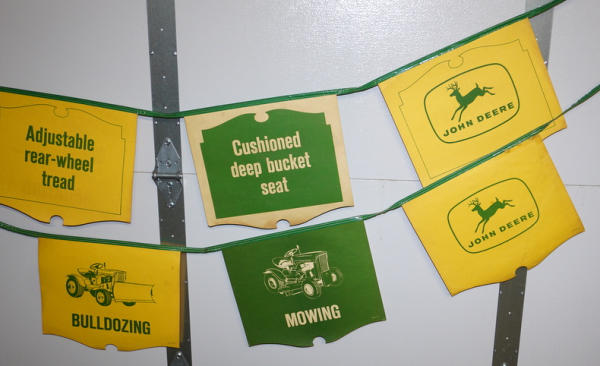 Adjustable
rear-wheel
tread
Cushioned
deep bucket
seat
JOHN DEERE
BULLDOZING
MOWING
JOHN DEERE